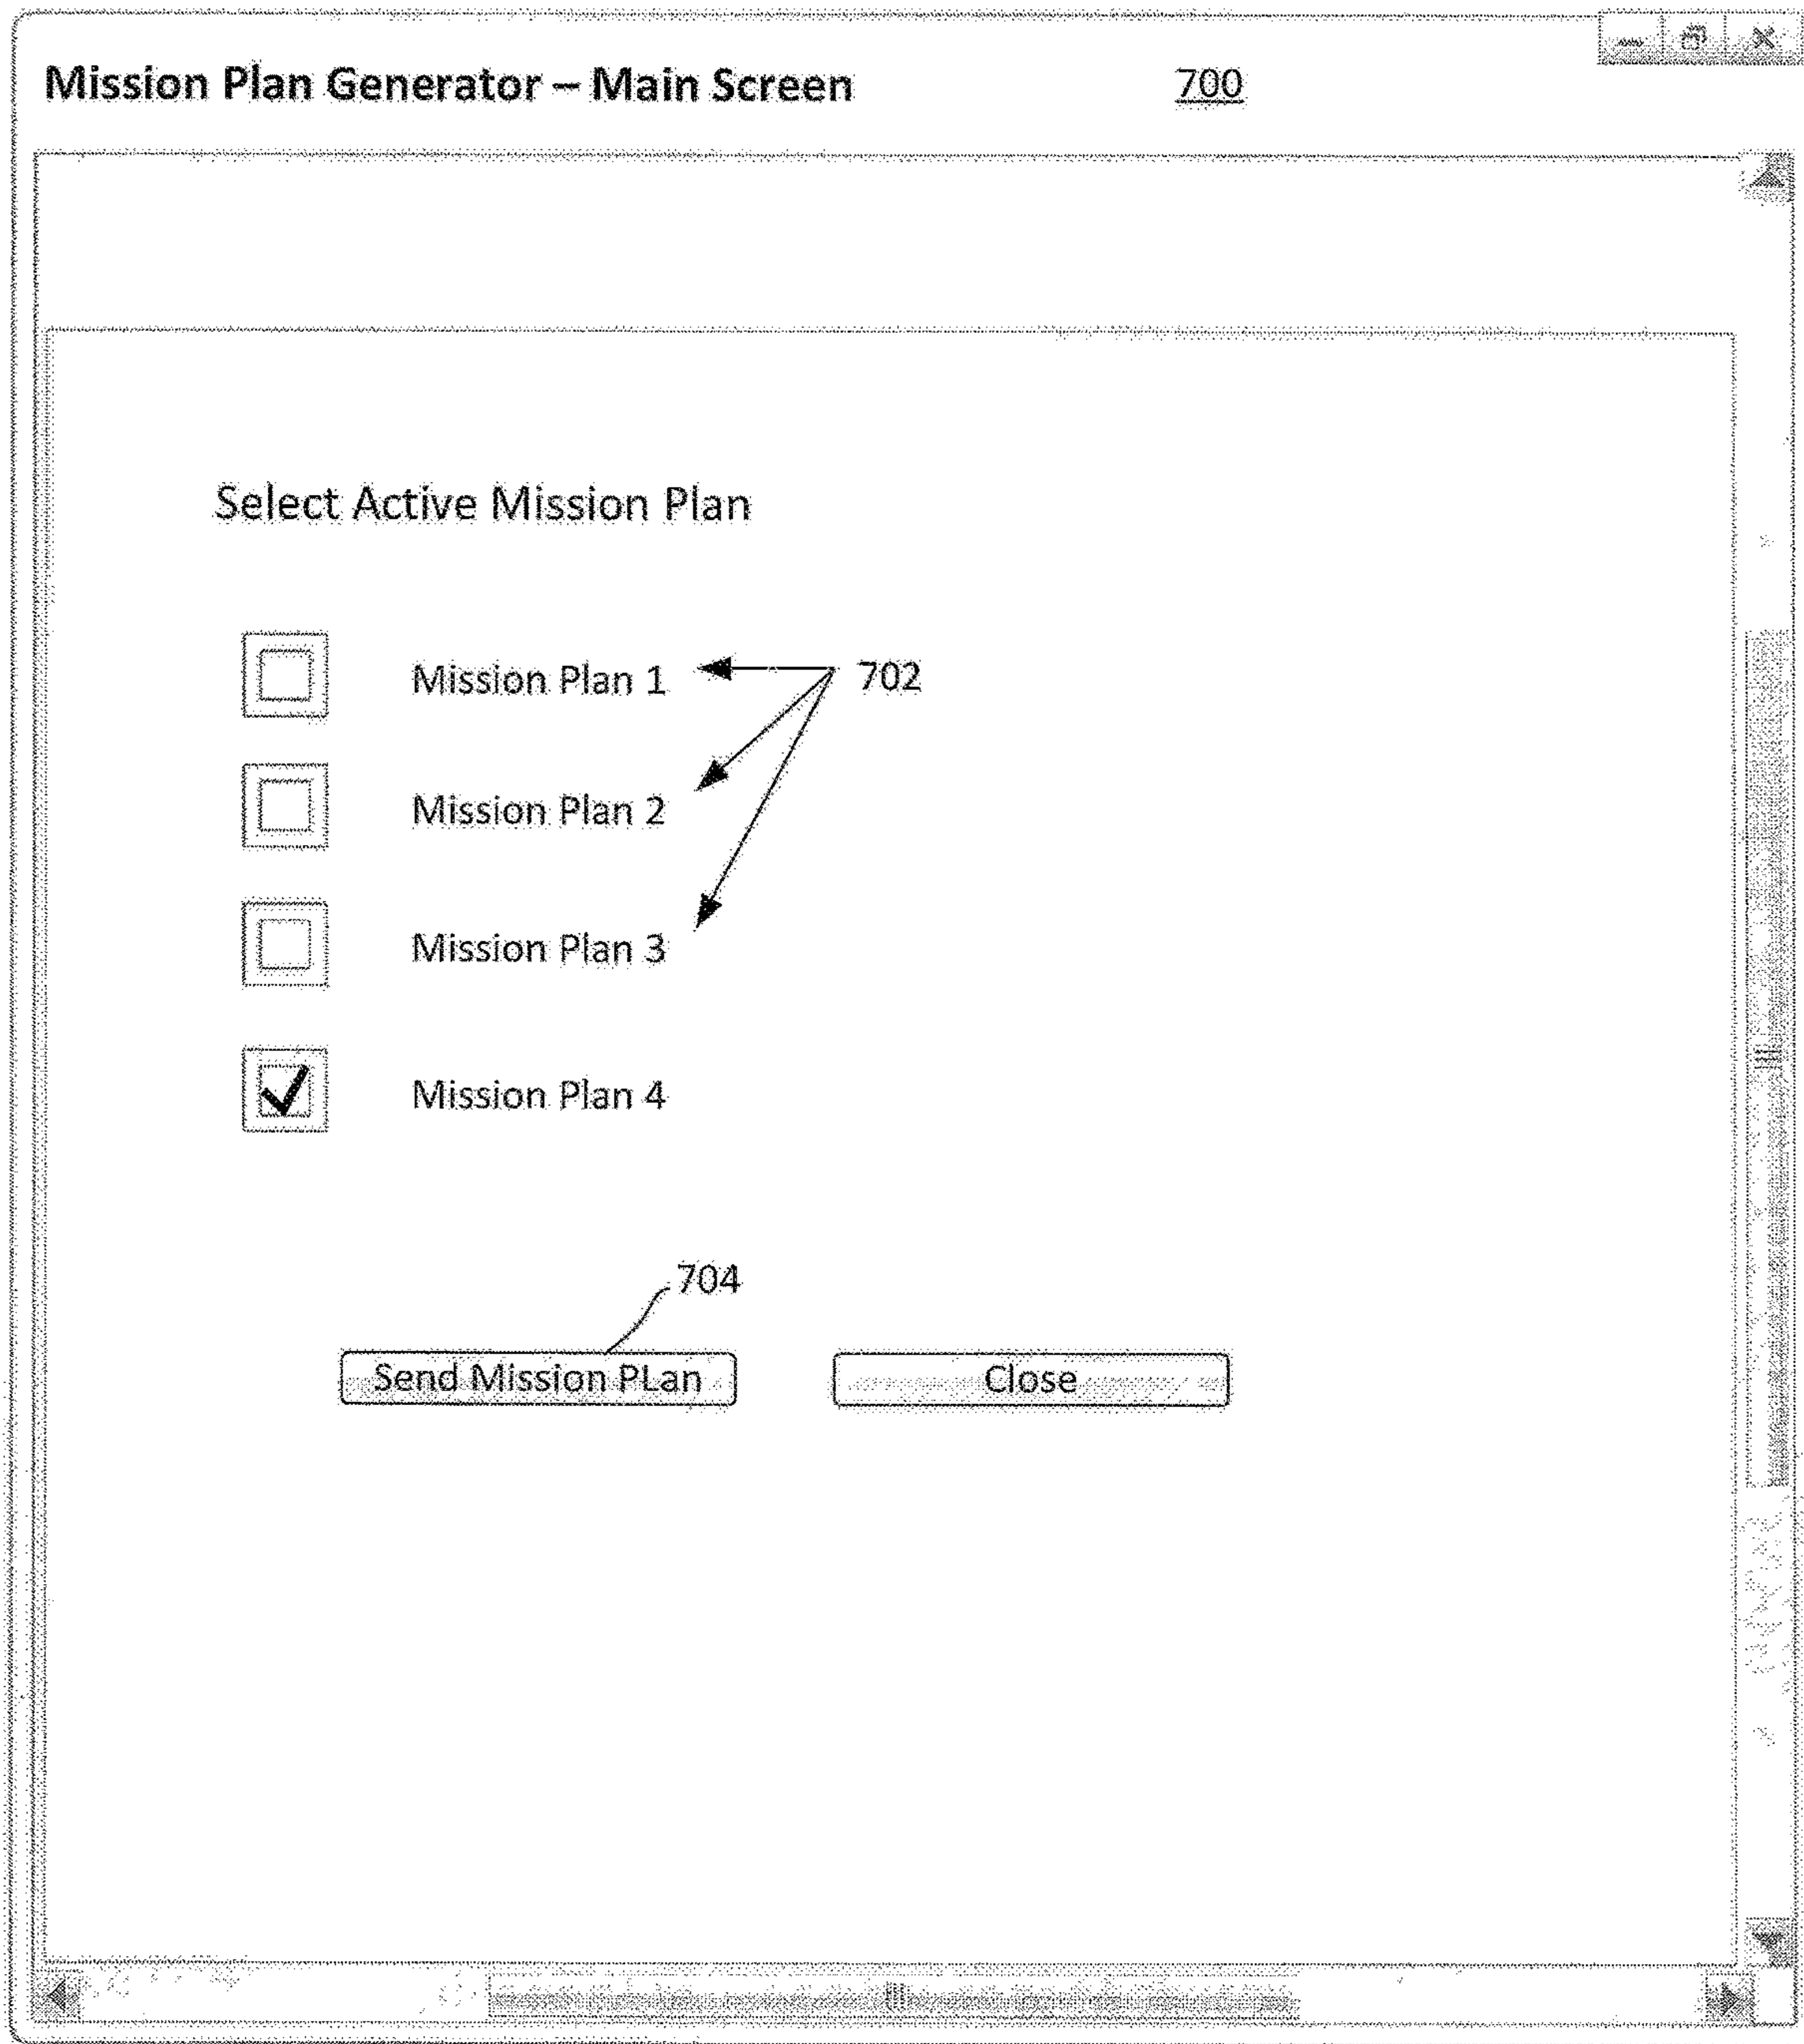 Mission Plan Generator – Main Screen 700
Select Active Mission Plan
Mission Plan 1 702
Mission Plan 2
Mission Plan 3
Mission Plan 4
704
Send Mission PLan Close